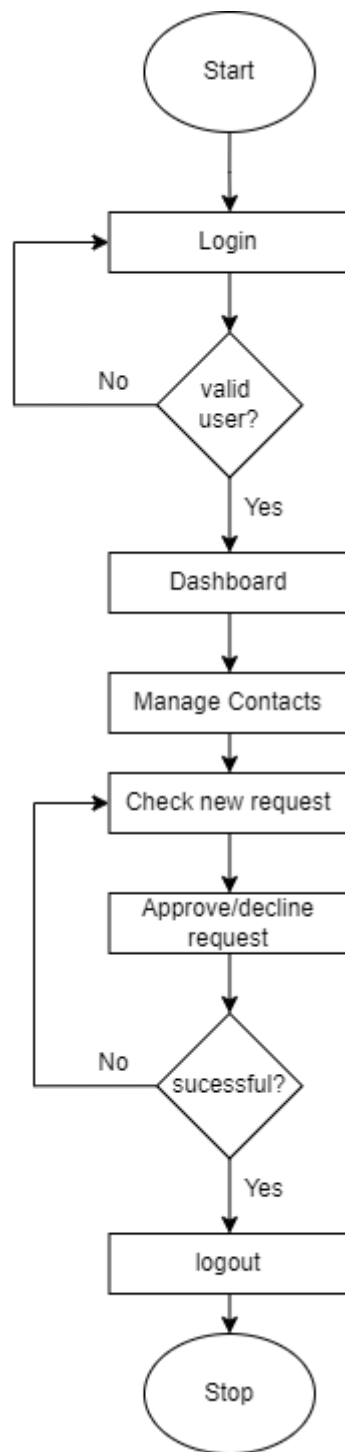 Start
Login
No
valid
user?
Yes
Dashboard
Manage Contacts
Check new request
Approve/decline
request
No
sucessful?
Yes
logout
Stop